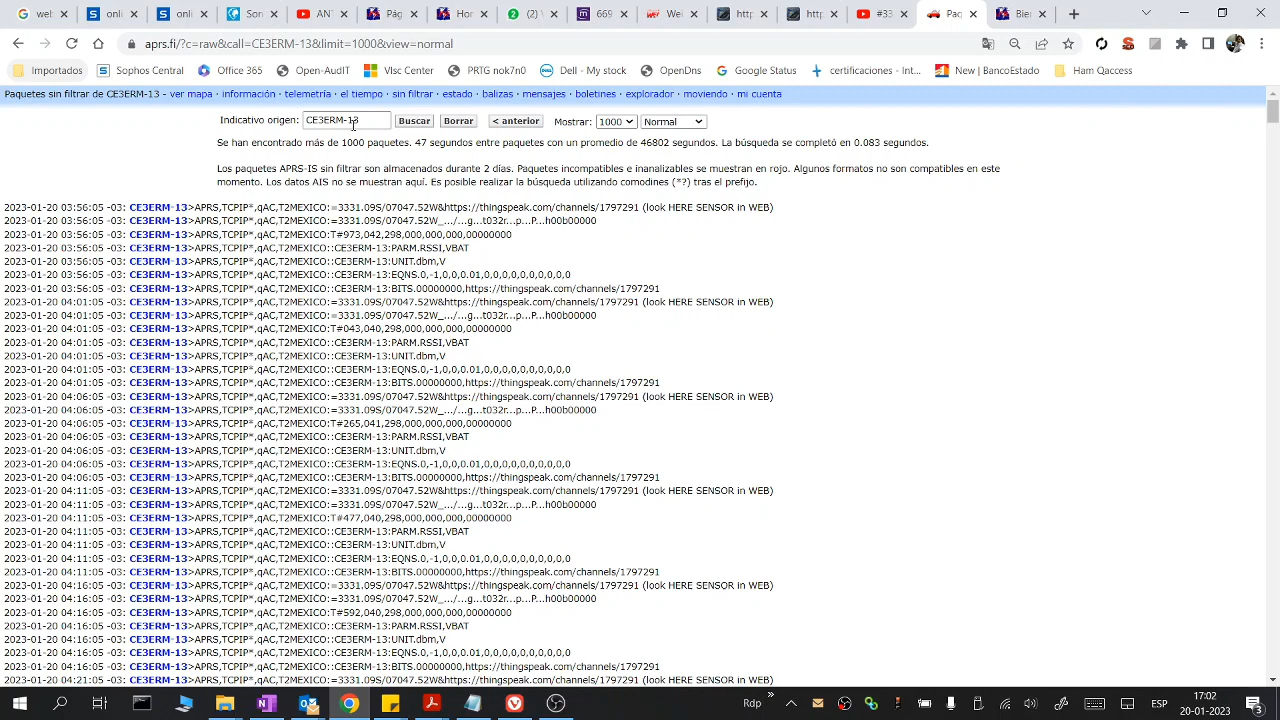 web
onli
onli
Son
AN
Pág
Hor
(2) (
669
Wei
http
http
#33
Paq
Bier
aprs.fi/?c=raw&call=CE3ERM-13&limit=1000&view=normal
Importados
Sophos Central
Office 365
Open-AudIT
VIsc Center
PRTG nok7n0
Dell - My stock
OpenDns
Google Status
certificaciones - Int...
New | BancoEstado
Ham Qaccess
Paquetes sin filtrar de CE3ERM-13 - ver mapa · información · telemetría · el tiempo · sin filtrar · estado · balizas · mensajes · boletines · explorador · moviendo · mi cuenta
Indicativo origen: CE3ERM-13 Buscar Borrar < anterior Mostrar: 1000 Normal
Se han encontrado más de 1000 paquetes. 47 segundos entre paquetes con un promedio de 46802 segundos. La búsqueda se completó en 0.083 segundos.
Los paquetes APRS-IS sin filtrar son almacenados durante 2 días. Paquetes incompatibles e inanalizables se muestran en rojo. Algunos formatos no son compatibles en este
momento. Los datos AIS no se muestran aquí. Es posible realizar la búsqueda utilizando comodines (*?) tras el prefijo.
2023-01-20 03:56:05 -03: CE3ERM-13>APRS,TCPIP*,qAC,T2MEXICO:=3331.09S/07047.52W&https://thingspeak.com/channels/1797291 (look HERE SENSOR in WEB)
2023-01-20 03:56:05 -03: CE3ERM-13>APRS,TCPIP*,qAC,T2MEXICO:=3331.09S/07047.52W_.../...g...t032r...p...P...h00b00000
2023-01-20 03:56:05 -03: CE3ERM-13>APRS,TCPIP*,qAC,T2MEXICO:T#973,042,298,000,000,000,00000000
2023-01-20 03:56:05 -03: CE3ERM-13>APRS,TCPIP*,qAC,T2MEXICO::CE3ERM-13:PARM.RSSI,VBAT
2023-01-20 03:56:05 -03: CE3ERM-13>APRS,TCPIP*,qAC,T2MEXICO::CE3ERM-13:UNIT.dbm,V
2023-01-20 03:56:05 -03: CE3ERM-13>APRS,TCPIP*,qAC,T2MEXICO::CE3ERM-13:EQNS.0,-1,0,0,0.01,0,0,0,0,0,0,0,0,0,0
2023-01-20 03:56:05 -03: CE3ERM-13>APRS,TCPIP*,qAC,T2MEXICO::CE3ERM-13:BITS.00000000,https://thingspeak.com/channels/1797291
2023-01-20 04:01:05 -03: CE3ERM-13>APRS,TCPIP*,qAC,T2MEXICO:=3331.09S/07047.52W&https://thingspeak.com/channels/1797291 (look HERE SENSOR in WEB)
2023-01-20 04:01:05 -03: CE3ERM-13>APRS,TCPIP*,qAC,T2MEXICO:=3331.09S/07047.52W_.../...g...t032r...p...P...h00b00000
2023-01-20 04:01:05 -03: CE3ERM-13>APRS,TCPIP*,qAC,T2MEXICO:T#043,040,298,000,000,000,00000000
2023-01-20 04:01:05 -03: CE3ERM-13>APRS,TCPIP*,qAC,T2MEXICO::CE3ERM-13:PARM.RSSI,VBAT
2023-01-20 04:01:05 -03: CE3ERM-13>APRS,TCPIP*,qAC,T2MEXICO::CE3ERM-13:UNIT.dbm,V
2023-01-20 04:01:05 -03: CE3ERM-13>APRS,TCPIP*,qAC,T2MEXICO::CE3ERM-13:EQNS.0,-1,0,0,0.01,0,0,0,0,0,0,0,0,0,0
2023-01-20 04:01:05 -03: CE3ERM-13>APRS,TCPIP*,qAC,T2MEXICO::CE3ERM-13:BITS.00000000,https://thingspeak.com/channels/1797291
2023-01-20 04:06:05 -03: CE3ERM-13>APRS,TCPIP*,qAC,T2MEXICO:=3331.09S/07047.52W&https://thingspeak.com/channels/1797291 (look HERE SENSOR in WEB)
2023-01-20 04:06:05 -03: CE3ERM-13>APRS,TCPIP*,qAC,T2MEXICO:=3331.09S/07047.52W_.../...g...t032r...p...P...h00b00000
2023-01-20 04:06:05 -03: CE3ERM-13>APRS,TCPIP*,qAC,T2MEXICO:T#265,041,298,000,000,000,00000000
2023-01-20 04:06:05 -03: CE3ERM-13>APRS,TCPIP*,qAC,T2MEXICO::CE3ERM-13:PARM.RSSI,VBAT
2023-01-20 04:06:05 -03: CE3ERM-13>APRS,TCPIP*,qAC,T2MEXICO::CE3ERM-13:UNIT.dbm,V
2023-01-20 04:06:05 -03: CE3ERM-13>APRS,TCPIP*,qAC,T2MEXICO::CE3ERM-13:EQNS.0,-1,0,0,0.01,0,0,0,0,0,0,0,0,0,0
2023-01-20 04:06:05 -03: CE3ERM-13>APRS,TCPIP*,qAC,T2MEXICO::CE3ERM-13:BITS.00000000,https://thingspeak.com/channels/1797291
2023-01-20 04:11:05 -03: CE3ERM-13>APRS,TCPIP*,qAC,T2MEXICO:=3331.09S/07047.52W&https://thingspeak.com/channels/1797291 (look HERE SENSOR in WEB)
2023-01-20 04:11:05 -03: CE3ERM-13>APRS,TCPIP*,qAC,T2MEXICO:=3331.09S/07047.52W_.../...g...t032r...p...P...h00b00000
2023-01-20 04:11:05 -03: CE3ERM-13>APRS,TCPIP*,qAC,T2MEXICO:T#477,040,298,000,000,000,00000000
2023-01-20 04:11:05 -03: CE3ERM-13>APRS,TCPIP*,qAC,T2MEXICO::CE3ERM-13:PARM.RSSI,VBAT
2023-01-20 04:11:05 -03: CE3ERM-13>APRS,TCPIP*,qAC,T2MEXICO::CE3ERM-13:UNIT.dbm,V
2023-01-20 04:11:05 -03: CE3ERM-13>APRS,TCPIP*,qAC,T2MEXICO::CE3ERM-13:EQNS.0,-1,0,0,0.01,0,0,0,0,0,0,0,0,0,0
2023-01-20 04:11:05 -03: CE3ERM-13>APRS,TCPIP*,qAC,T2MEXICO::CE3ERM-13:BITS.00000000,https://thingspeak.com/channels/1797291
2023-01-20 04:16:05 -03: CE3ERM-13>APRS,TCPIP*,qAC,T2MEXICO:=3331.09S/07047.52W&https://thingspeak.com/channels/1797291 (look HERE SENSOR in WEB)
2023-01-20 04:16:05 -03: CE3ERM-13>APRS,TCPIP*,qAC,T2MEXICO:=3331.09S/07047.52W_.../...g...t032r...p...P...h00b00000
2023-01-20 04:16:05 -03: CE3ERM-13>APRS,TCPIP*,qAC,T2MEXICO:T#592,040,298,000,000,000,00000000
2023-01-20 04:16:05 -03: CE3ERM-13>APRS,TCPIP*,qAC,T2MEXICO::CE3ERM-13:PARM.RSSI,VBAT
2023-01-20 04:16:05 -03: CE3ERM-13>APRS,TCPIP*,qAC,T2MEXICO::CE3ERM-13:UNIT.dbm,V
2023-01-20 04:16:05 -03: CE3ERM-13>APRS,TCPIP*,qAC,T2MEXICO::CE3ERM-13:EQNS.0,-1,0,0,0.01,0,0,0,0,0,0,0,0,0,0
2023-01-20 04:16:05 -03: CE3ERM-13>APRS,TCPIP*,qAC,T2MEXICO::CE3ERM-13:BITS.00000000,https://thingspeak.com/channels/1797291
2023-01-20 04:21:05 -03: CE3ERM-13>APRS,TCPIP*,qAC,T2MEXICO:=3331.09S/07047.52W&https://thingspeak.com/channels/1797291 (look HERE SENSOR in WEB)
Rdp
ESP
17:02
20-01-2023